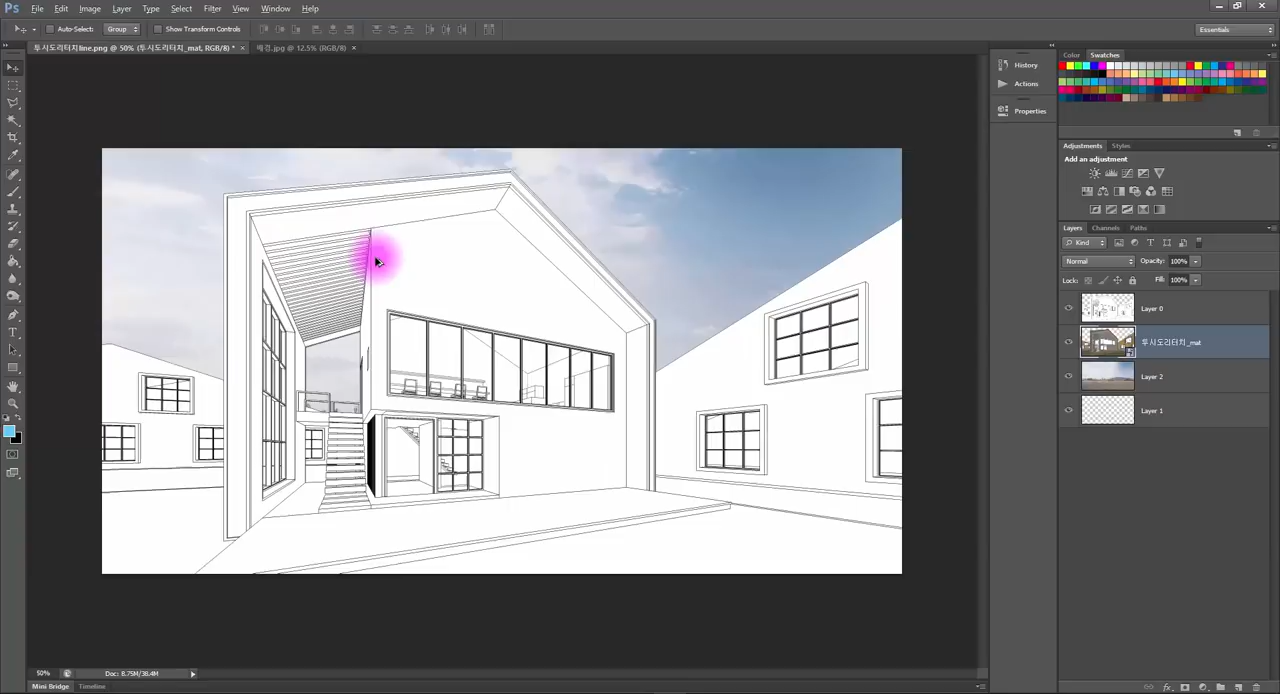 Ps File Edit Image Layer Type Select Filter View Window Help
Auto-Select: Group Show Transform Controls Essentials
투시도리터치line.png @ 50% (투시도리터치_mat, RGB/8) * × 배경.jpg @ 12.5% (RGB/8) ×
Color Swatches
History
Actions
Properties
Adjustments Styles
Add an adjustment
Layers Channels Paths
Kind
Normal Opacity: 100%
Lock: Fill: 100%
Layer 0
투시도리터치_mat
Layer 2
Layer 1
50% Doc: 8.75M/38.4M
Mini Bridge Timeline